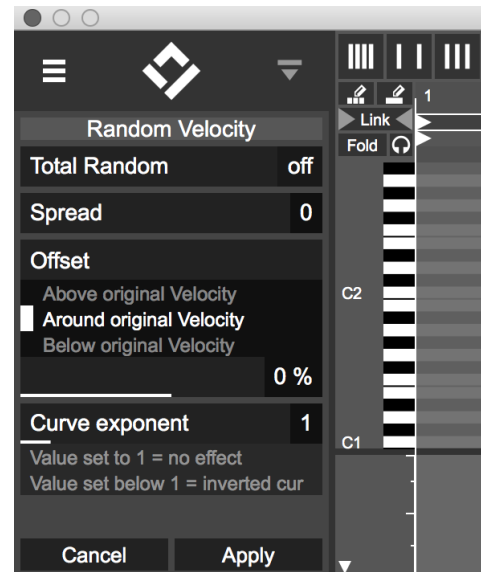 Random Velocity
Total Random off
Spread 0
Offset
Above original Velocity
Around original Velocity
Below original Velocity
0 %
Curve exponent 1
Value set to 1 = no effect
Value set below 1 = inverted cur
Cancel Apply
1
Link
Fold
C2
C1